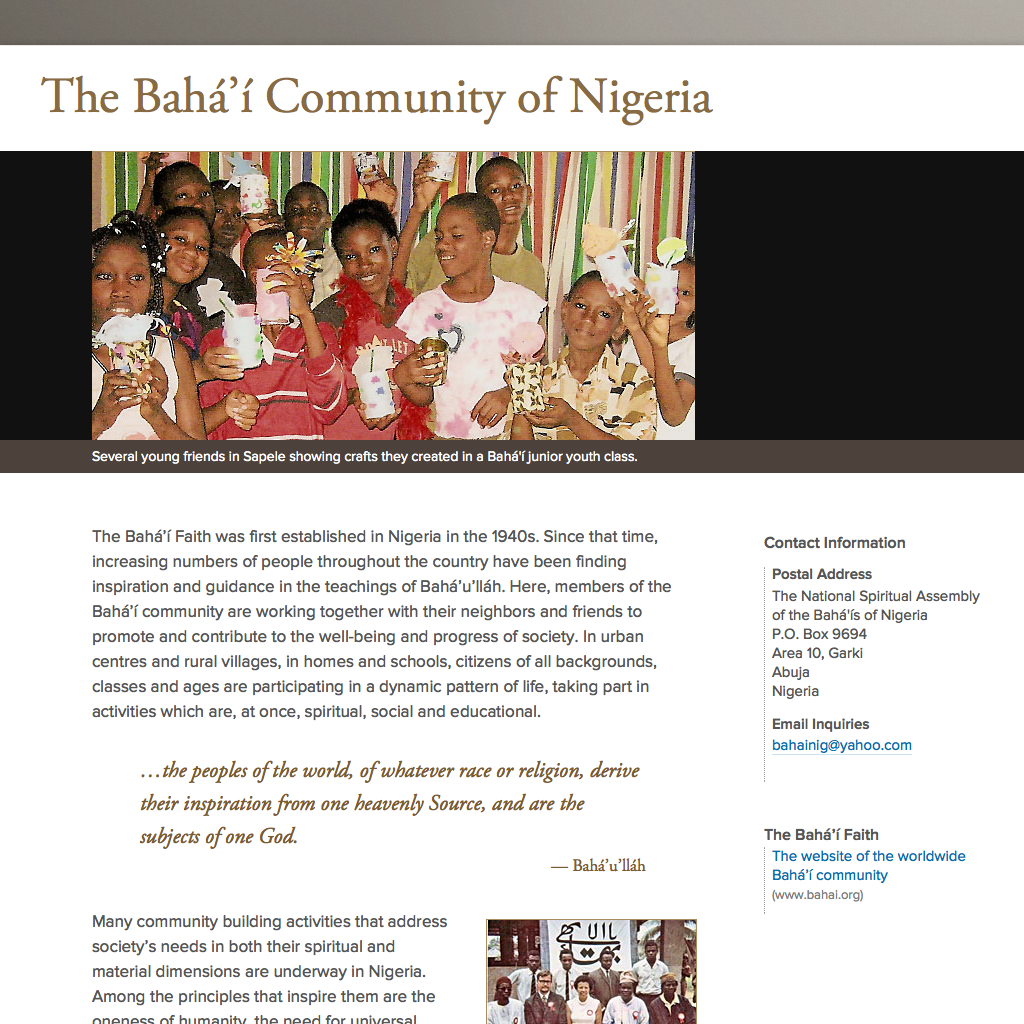 The Bahá’í Community of Nigeria
Several young friends in Sapele showing crafts they created in a Bahá'í junior youth class.
The Bahá’í Faith was first established in Nigeria in the 1940s. Since that time,
increasing numbers of people throughout the country have been finding
inspiration and guidance in the teachings of Bahá’u’lláh. Here, members of the
Bahá’í community are working together with their neighbors and friends to
promote and contribute to the well-being and progress of society. In urban
centres and rural villages, in homes and schools, citizens of all backgrounds,
classes and ages are participating in a dynamic pattern of life, taking part in
activities which are, at once, spiritual, social and educational.
…the peoples of the world, of whatever race or religion, derive
their inspiration from one heavenly Source, and are the
subjects of one God.
— Bahá’u’lláh
Many community building activities that address
society’s needs in both their spiritual and
material dimensions are underway in Nigeria.
Among the principles that inspire them are the
oneness of humanity, the need for universal
Contact Information
Postal Address
The National Spiritual Assembly
of the Bahá'ís of Nigeria
P.O. Box 9694
Area 10, Garki
Abuja
Nigeria
Email Inquiries
bahainig@yahoo.com
The Bahá’í Faith
The website of the worldwide
Bahá’í community
(www.bahai.org)